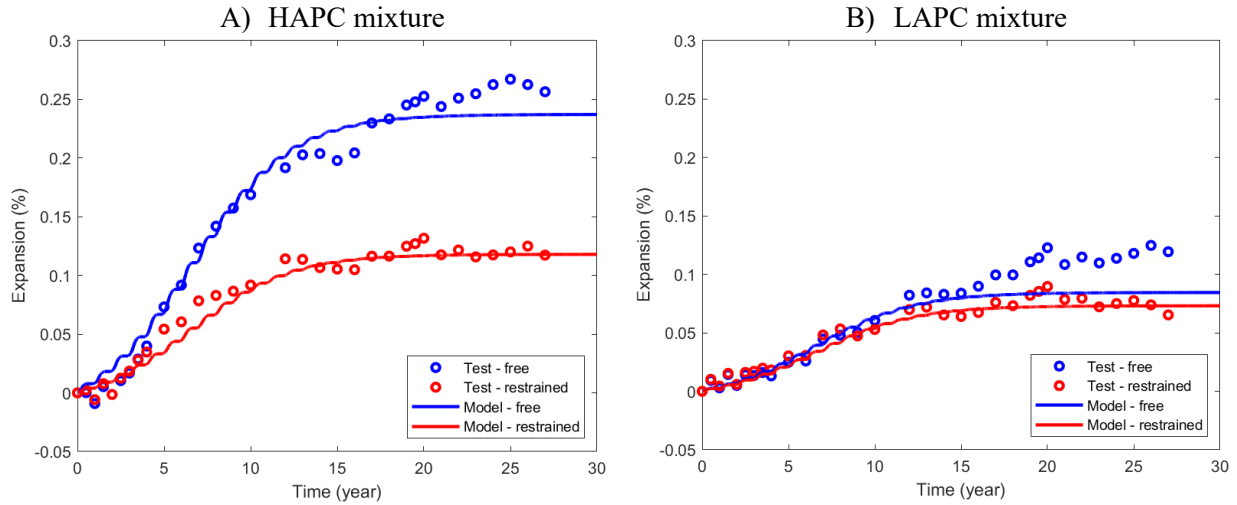 A) HAPC mixture
0.3
0.25
0.2
0.15
0.1
0.05
0
-0.05
Expansion (%)
0 5 10 15 20 25 30
Time (year)
Test - free
Test - restrained
Model - free
Model - restrained
B) LAPC mixture
0.3
0.25
0.2
0.15
0.1
0.05
0
-0.05
Expansion (%)
0 5 10 15 20 25 30
Time (year)
Test - free
Test - restrained
Model - free
Model - restrained